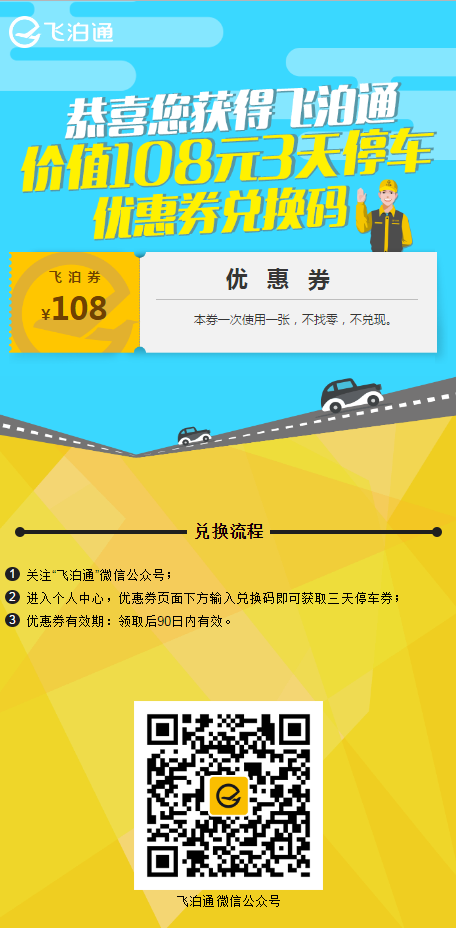 飞泊通
恭喜您获得飞泊通
价值108元3天停车
优惠券兑换码
飞泊券
¥108
优惠券
本券一次使用一张，不找零，不兑现。
兑换流程
1 关注“飞泊通”微信公众号；
2 进入个人中心，优惠券页面下方输入兑换码即可获取三天停车券；
3 优惠券有效期：领取后90日内有效。
飞泊通微信公众号